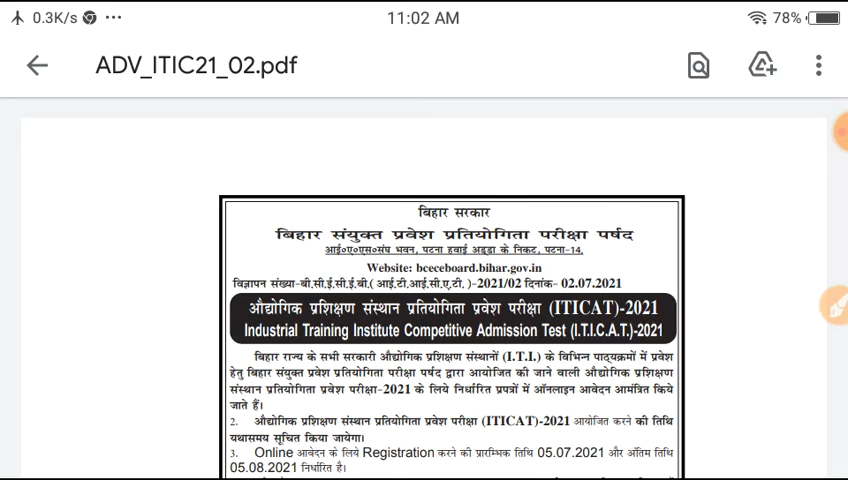 0.3K/s ••• 11:02 AM 78%
ADV_ITIC21_02.pdf
बिहार सरकार
बिहार संयुक्त प्रवेश प्रतियोगिता परीक्षा पर्षद
आई०ए०एस०संघ भवन, पटना हवाई अड्डा के निकट, पटना-14.
Website: bceceboard.bihar.gov.in
विज्ञापन संख्या-बी.सी.ई.सी.ई.बी.( आई.टी.आई.सी.ए.टी. )-2021/02 दिनांक- 02.07.2021
औद्योगिक प्रशिक्षण संस्थान प्रतियोगिता प्रवेश परीक्षा (ITICAT)-2021
Industrial Training Institute Competitive Admission Test (I.T.I.C.A.T.)-2021
बिहार राज्य के सभी सरकारी औद्योगिक प्रशिक्षण संस्थानों (I.T.I.) के विभिन्न पाठ्यक्रमों में प्रवेश
हेतु बिहार संयुक्त प्रवेश प्रतियोगिता परीक्षा पर्षद द्वारा आयोजित की जाने वाली औद्योगिक प्रशिक्षण
संस्थान प्रतियोगिता प्रवेश परीक्षा-2021 के लिये निर्धारित प्रपत्रों में ऑनलाइन आवेदन आमंत्रित किये
जाते हैं।
2. औद्योगिक प्रशिक्षण संस्थान प्रतियोगिता प्रवेश परीक्षा (ITICAT)-2021 आयोजित करने की तिथि
यथासमय सूचित किया जायेगा।
3. Online आवेदन के लिये Registration करने की प्रारम्भिक तिथि 05.07.2021 और अंतिम तिथि
05.08.2021 निर्धारित है।